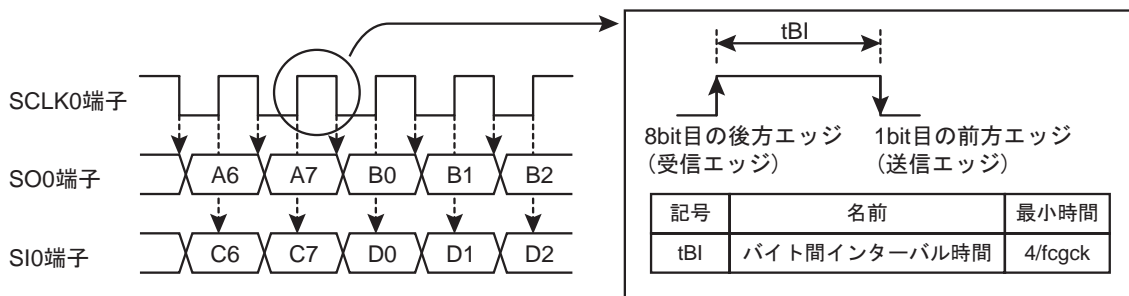 SCLK0端子
SO0端子
A6 A7 B0 B1 B2
SI0端子
C6 C7 D0 D1 D2
tBI
8bit目の後方エッジ
（受信エッジ）
1bit目の前方エッジ
（送信エッジ）
記号 名前 最小時間
tBI バイト間インターバル時間 4/fcgck